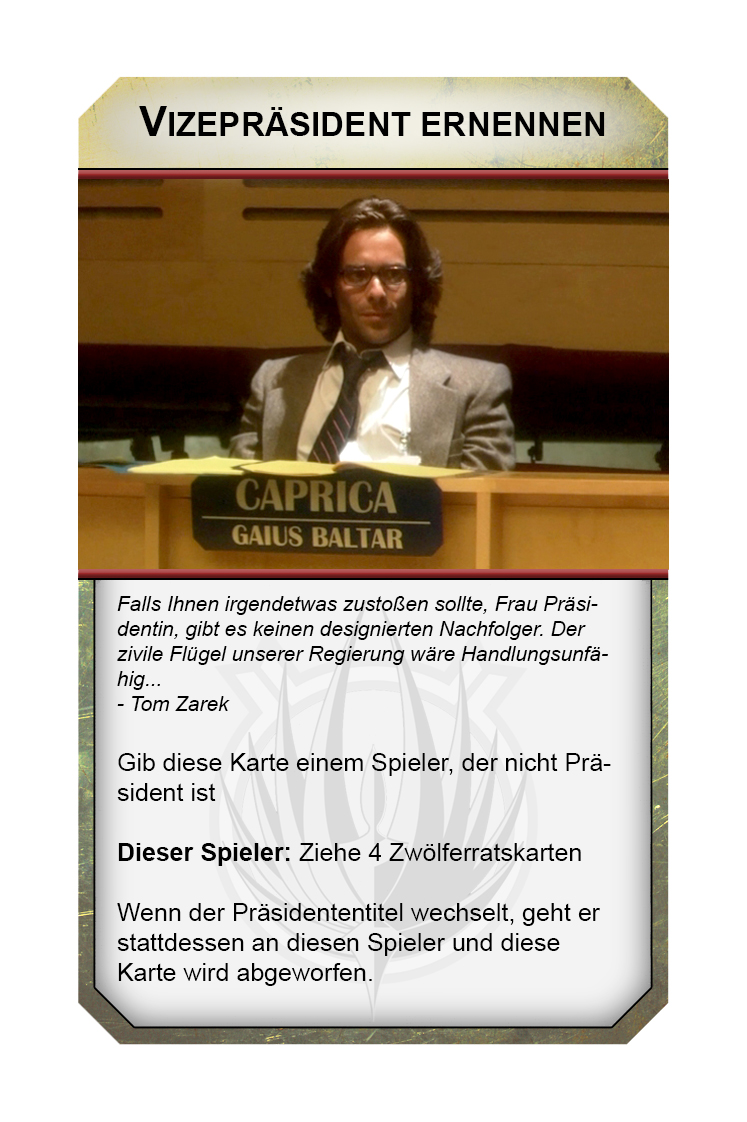 VIZEPRÄSIDENT ERNENNEN
CAPRICA
GAIUS BALTAR
Falls Ihnen irgendetwas zustoßen sollte, Frau Präsi-
dentin, gibt es keinen designierten Nachfolger. Der
zivile Flügel unserer Regierung wäre Handlungsunfä-
hig...
- Tom Zarek
Gib diese Karte einem Spieler, der nicht Prä-
sident ist
Dieser Spieler: Ziehe 4 Zwölferratskarten
Wenn der Präsidententitel wechselt, geht er
stattdessen an diesen Spieler und diese
Karte wird abgeworfen.